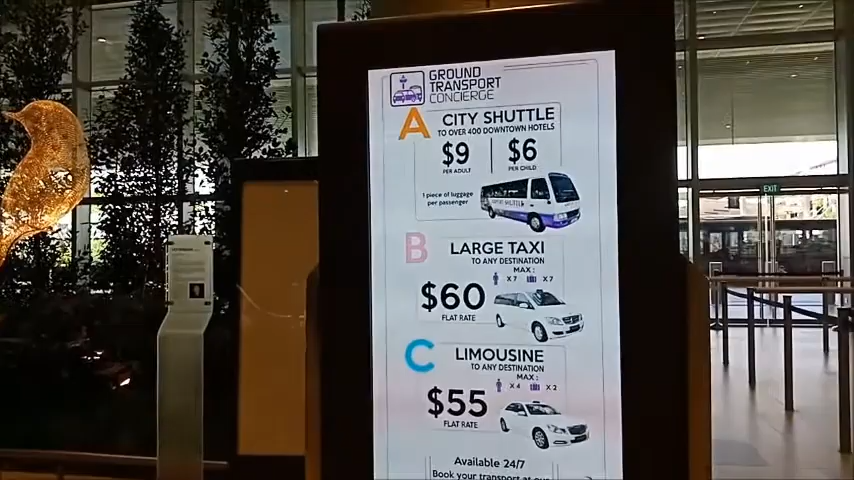 GROUND
TRANSPORT
CONCIERGE
A
CITY SHUTTLE
TO OVER 400 DOWNTOWN HOTELS
$9
PER ADULT
$6
PER CHILD
1 piece of luggage
per passenger
B
LARGE TAXI
TO ANY DESTINATION
MAX:
X 7 X 7
$60
FLAT RATE
C
LIMOUSINE
TO ANY DESTINATION
MAX:
X 4 X 2
$55
FLAT RATE
Available 24/7
Book your transport at our
EXIT